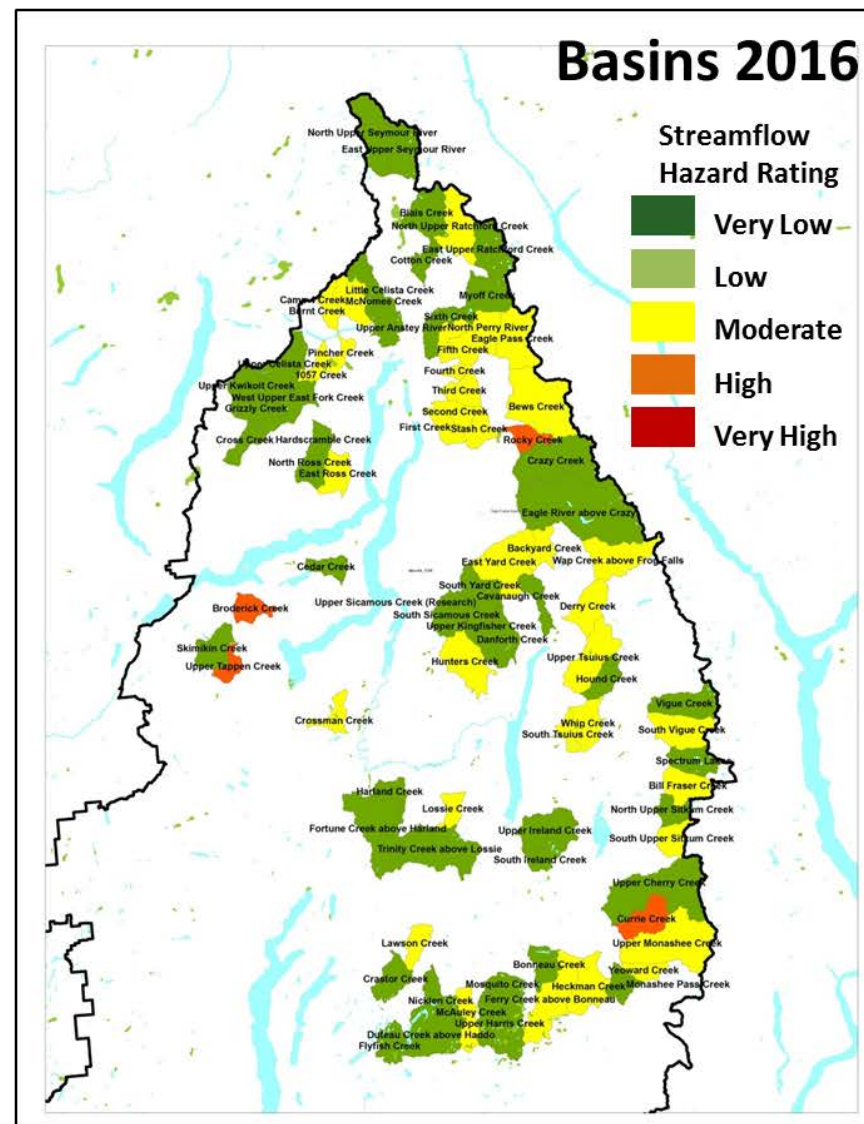 Basins 2016
Streamflow
Hazard Rating
Very Low
Low
Moderate
High
Very High
North Upper Seymour River
East Upper Seymour River
Blais Creek
North Upper Ratchford Creek
East Upper Ratchford Creek
Cotton Creek
Little Celista Creek
Myoff Creek
McNomee Creek
Burnt Creek
Sixth Creek
Upper Anstey River
North Perry River
Eagle Pass Creek
Pincher Creek
Fifth Creek
1057 Creek
Fourth Creek
Upper Kwikoit Creek
Third Creek
West Upper East Fork Creek
Grizzly Creek
Bews Creek
Second Creek
First Creek
Stash Creek
Cross Creek
Hardscramble Creek
Rocky Creek
North Ross Creek
Crazy Creek
East Ross Creek
Eagle River above Crazy
Backyard Creek
East Yard Creek
Wap Creek above Frog Falls
Cedar Creek
South Yard Creek
Cavanaugh Creek
Upper Sicamous Creek (Research)
Broderick Creek
Derry Creek
South Sicamous Creek
Upper Kingfisher Creek
Danforth Creek
Skimikin Creek
Upper Tappen Creek
Hunters Creek
Upper Tsuius Creek
Hound Creek
Vigue Creek
Crossman Creek
Whip Creek
South Tsuius Creek
South Vigue Creek
Spectrum Lake
Bill Fraser Creek
Harland Creek
Lossie Creek
North Upper Sitkum Creek
Fortune Creek above Harland
Upper Ireland Creek
South Upper Sitkum Creek
Trinity Creek above Lossie
South Ireland Creek
Upper Cherry Creek
Currie Creek
Lawson Creek
Upper Monashee Creek
Bonneau Creek
Yeoward Creek
Crastor Creek
Mosquito Creek
Heckman Creek
Monashee Pass Creek
Nicklen Creek
Ferry Creek above Bonneau
McAuley Creek
Upper Harris Creek
Duteau Creek above Haddo
Flyfish Creek